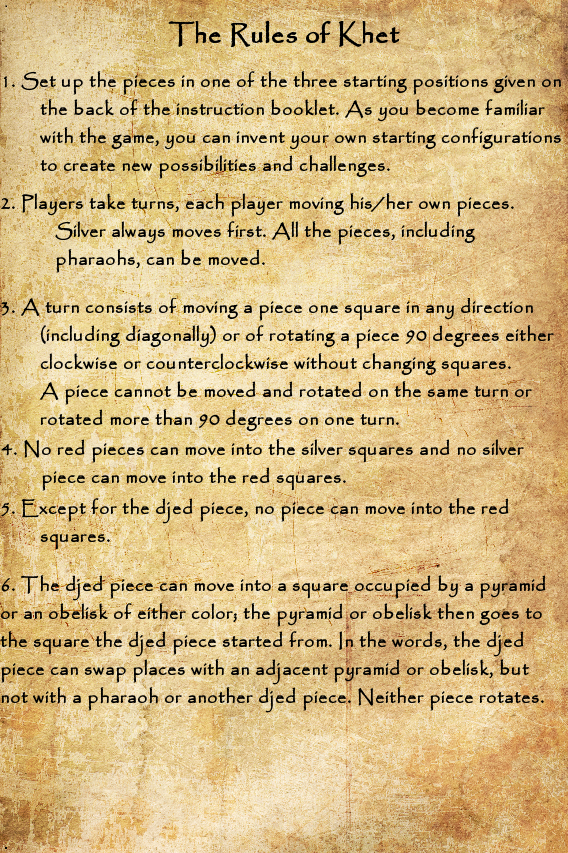 The Rules of Khet
1. Set up the pieces in one of the three starting positions given on
the back of the instruction booklet. As you become familiar
with the game, you can invent your own starting configurations
to create new possibilities and challenges.
2. Players take turns, each player moving his/her own pieces.
Silver always moves first. All the pieces, including
pharaohs, can be moved.
3. A turn consists of moving a piece one square in any direction
(including diagonally) or of rotating a piece 90 degrees either
clockwise or counterclockwise without changing squares.
A piece cannot be moved and rotated on the same turn or
rotated more than 90 degrees on one turn.
4. No red pieces can move into the silver squares and no silver
piece can move into the red squares.
5. Except for the djed piece, no piece can move into the red
squares.
6. The djed piece can move into a square occupied by a pyramid
or an obelisk of either color; the pyramid or obelisk then goes to
the square the djed piece started from. In the words, the djed
piece can swap places with an adjacent pyramid or obelisk, but
not with a pharaoh or another djed piece. Neither piece rotates.